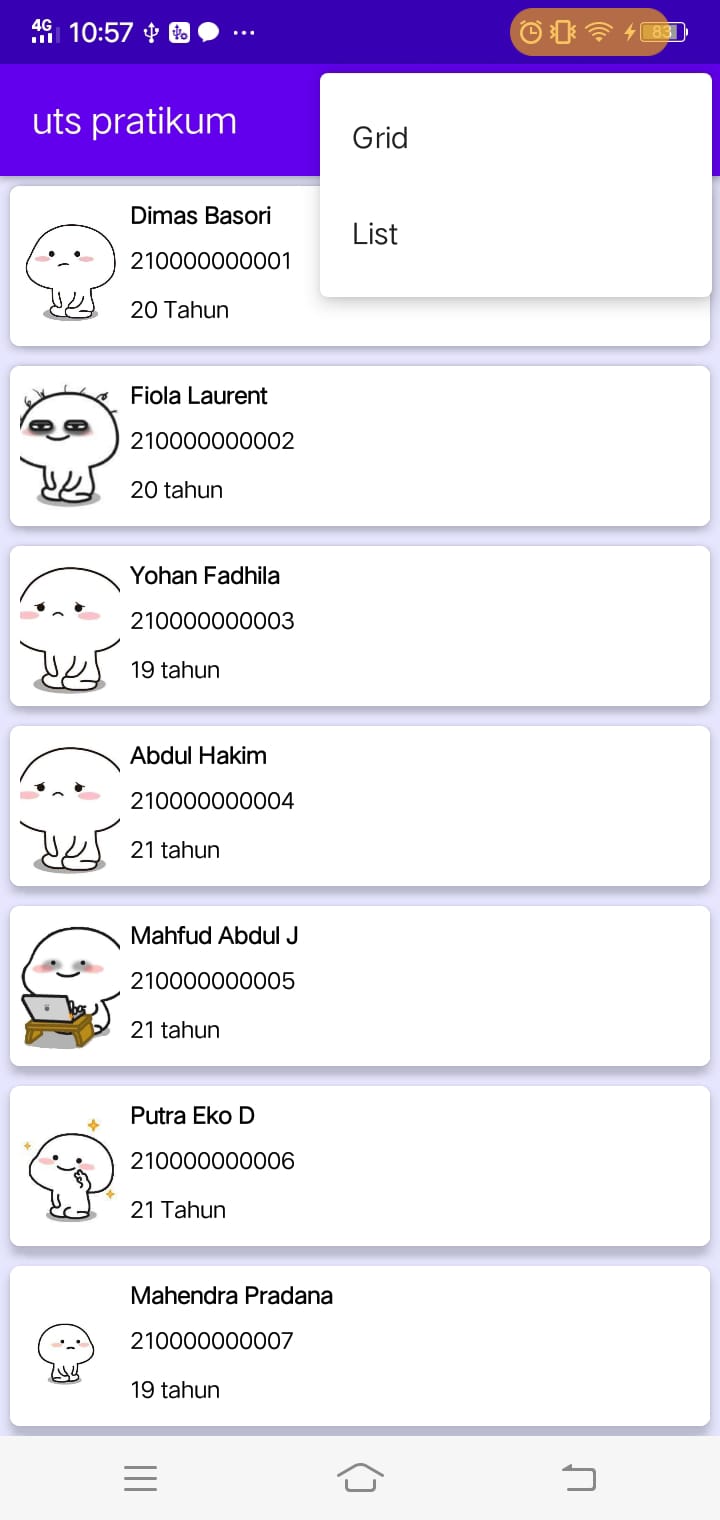 4G 10:57 ... 83
uts pratikum
Grid
List
Dimas Basori
210000000001
20 Tahun
Fiola Laurent
210000000002
20 tahun
Yohan Fadhila
210000000003
19 tahun
Abdul Hakim
210000000004
21 tahun
Mahfud Abdul J
210000000005
21 tahun
Putra Eko D
210000000006
21 Tahun
Mahendra Pradana
210000000007
19 tahun